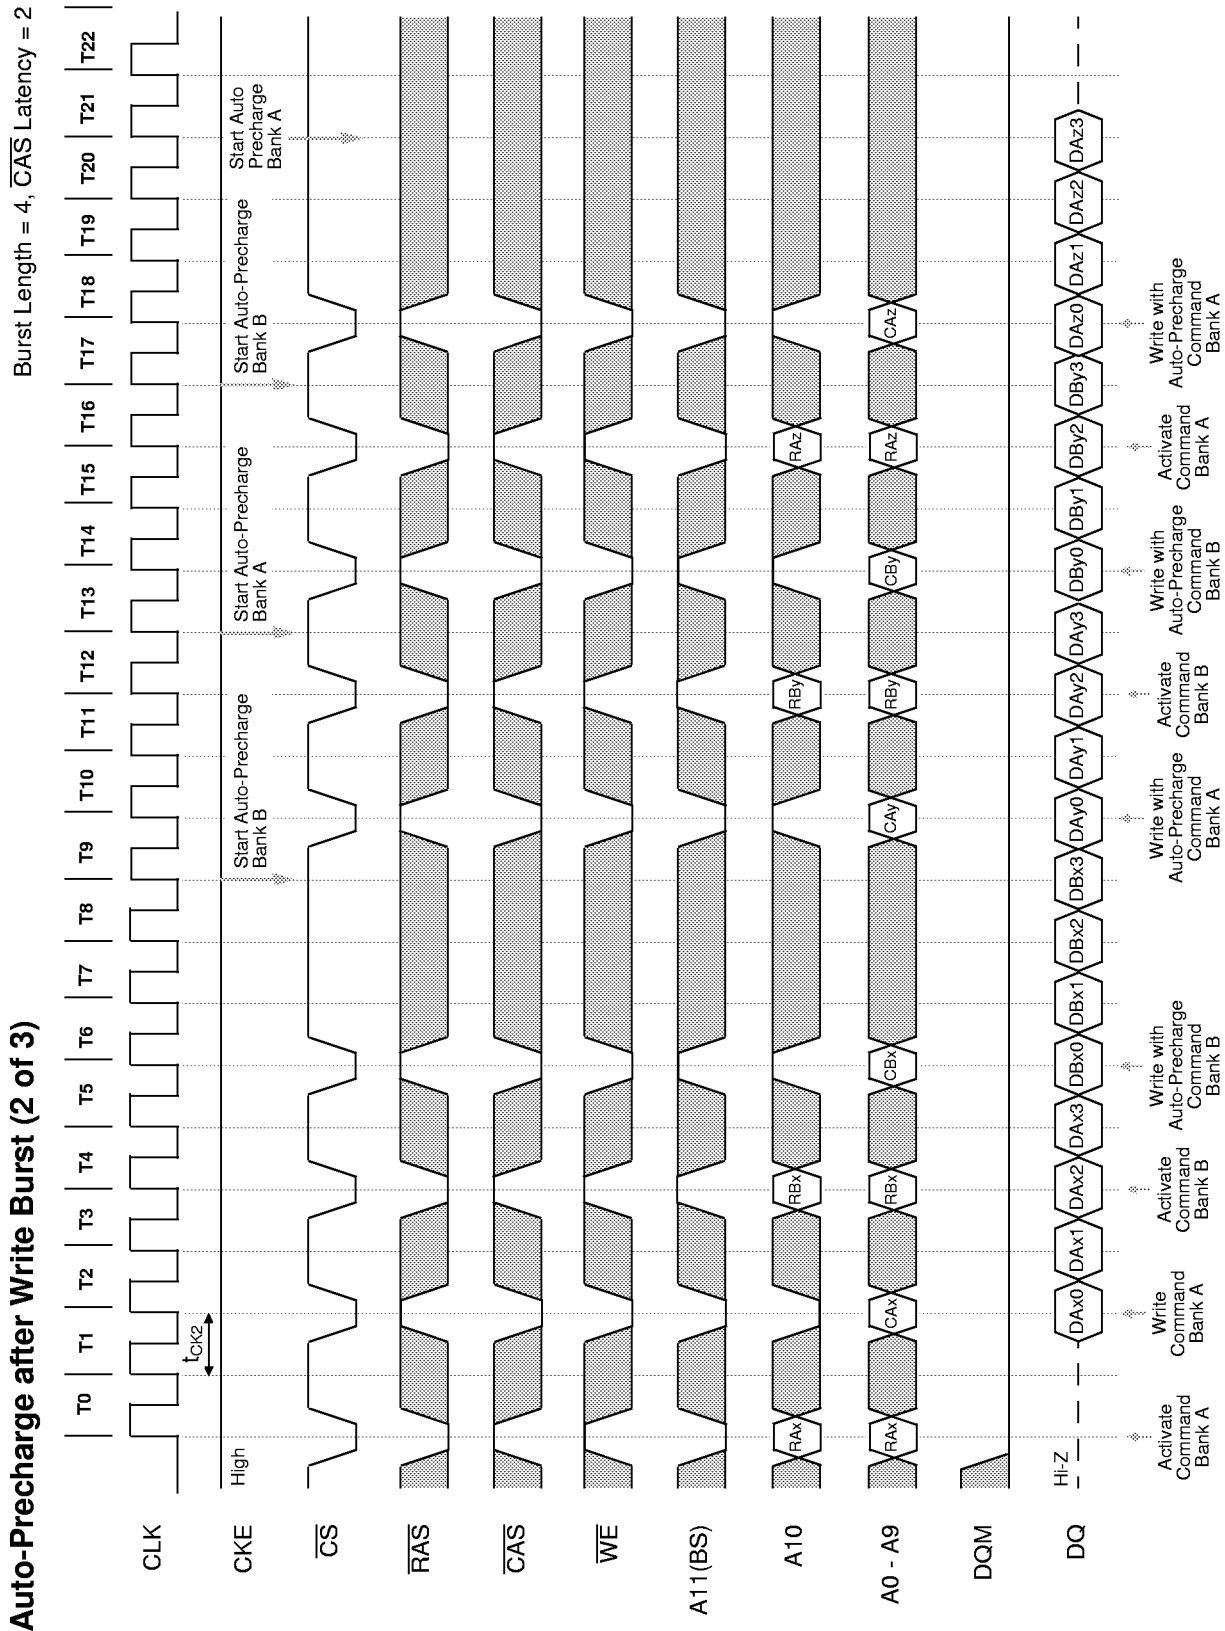 Auto-Precharge after Write Burst (2 of 3)
Burst Length = 4, CAS Latency = 2
T0 T1 T2 T3 T4 T5 T6 T7 T8 T9 T10 T11 T12 T13 T14 T15 T16 T17 T18 T19 T20 T21 T22
CLK
tCK2
CKE
High
Start Auto-Precharge
Bank B
Start Auto-Precharge
Bank A
Start Auto-Precharge
Bank B
Start Auto
Precharge
Bank A
CS
RAS
CAS
WE
A11(BS)
A10
RAx RBx RBy RAz
A0 - A9
RAx CAx RBx CBx CAy RBy CBy RAz CAz
DQM
DQ
Hi-Z
DAx0 DAx1 DAx2 DAx3 DBx0 DBx1 DBx2 DBx3 DAy0 DAy1 DAy2 DAy3 DBy0 DBy1 DBy2 DBy3 DAz0 DAz1 DAz2 DAz3
Activate
Command
Bank A
Write
Command
Bank A
Activate
Command
Bank B
Write with
Auto-Precharge
Command
Bank B
Write with
Auto-Precharge
Command
Bank A
Activate
Command
Bank B
Write with
Auto-Precharge
Command
Bank B
Activate
Command
Bank A
Write with
Auto-Precharge
Command
Bank A